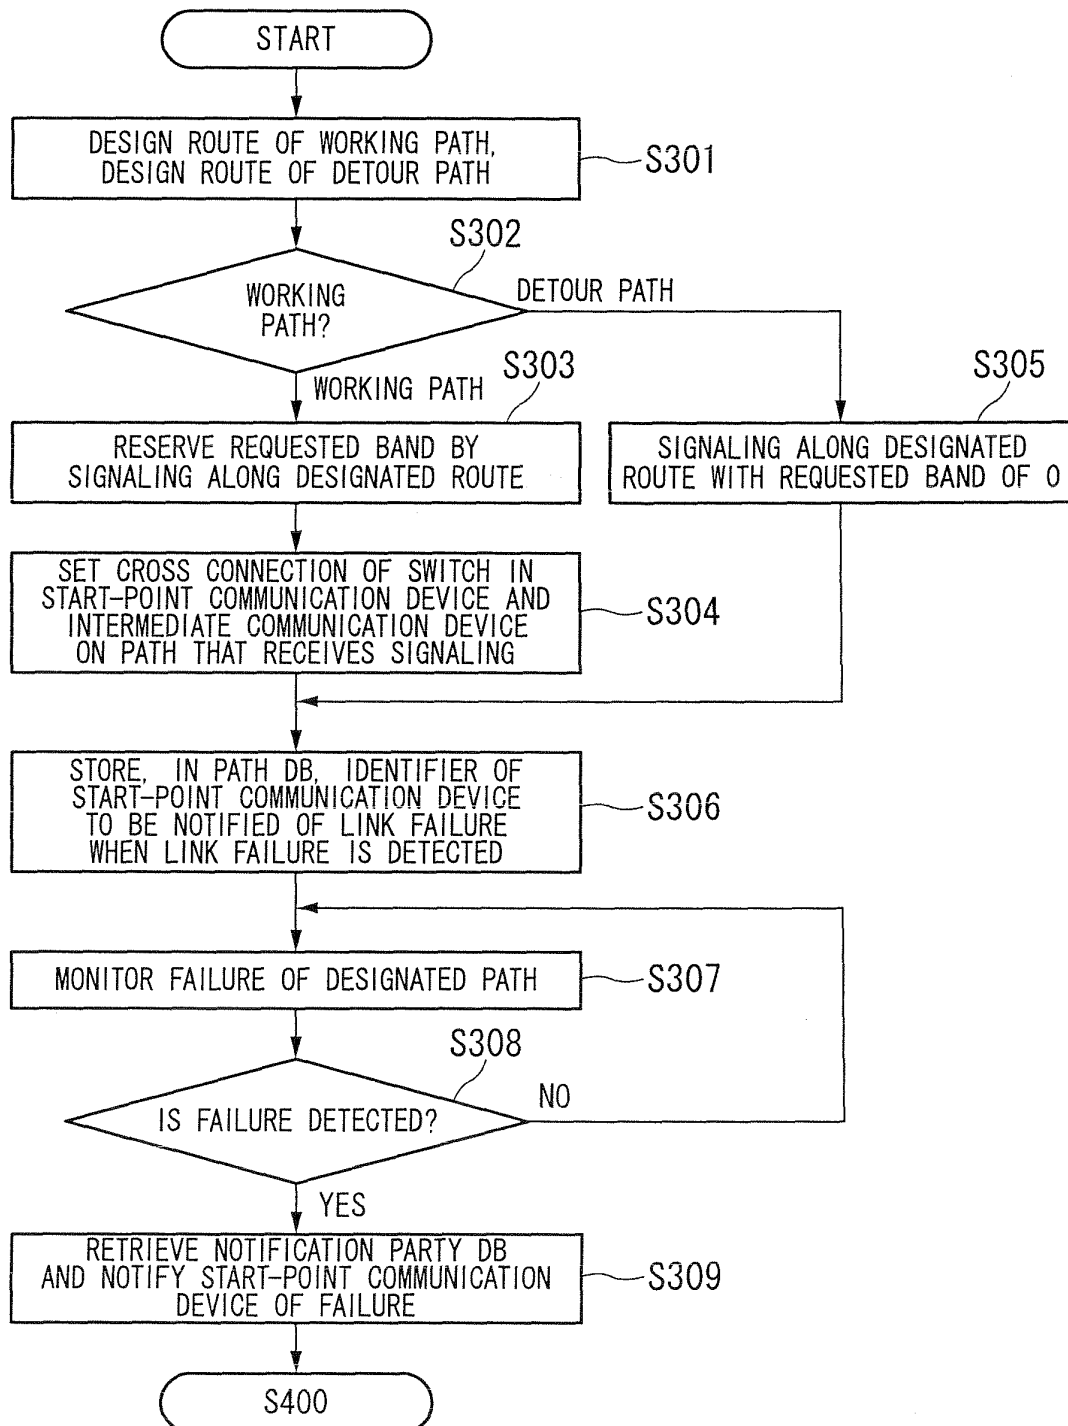 START
DESIGN ROUTE OF WORKING PATH,
DESIGN ROUTE OF DETOUR PATH
S301
S302
WORKING
PATH?
DETOUR PATH
WORKING PATH
S303
RESERVE REQUESTED BAND BY
SIGNALING ALONG DESIGNATED ROUTE
S305
SIGNALING ALONG DESIGNATED
ROUTE WITH REQUESTED BAND OF 0
SET CROSS CONNECTION OF SWITCH IN
START-POINT COMMUNICATION DEVICE AND
INTERMEDIATE COMMUNICATION DEVICE
ON PATH THAT RECEIVES SIGNALING
S304
STORE, IN PATH DB, IDENTIFIER OF
START-POINT COMMUNICATION DEVICE
TO BE NOTIFIED OF LINK FAILURE
WHEN LINK FAILURE IS DETECTED
S306
MONITOR FAILURE OF DESIGNATED PATH
S307
S308
IS FAILURE DETECTED?
NO
YES
RETRIEVE NOTIFICATION PARTY DB
AND NOTIFY START-POINT COMMUNICATION
DEVICE OF FAILURE
S309
S400